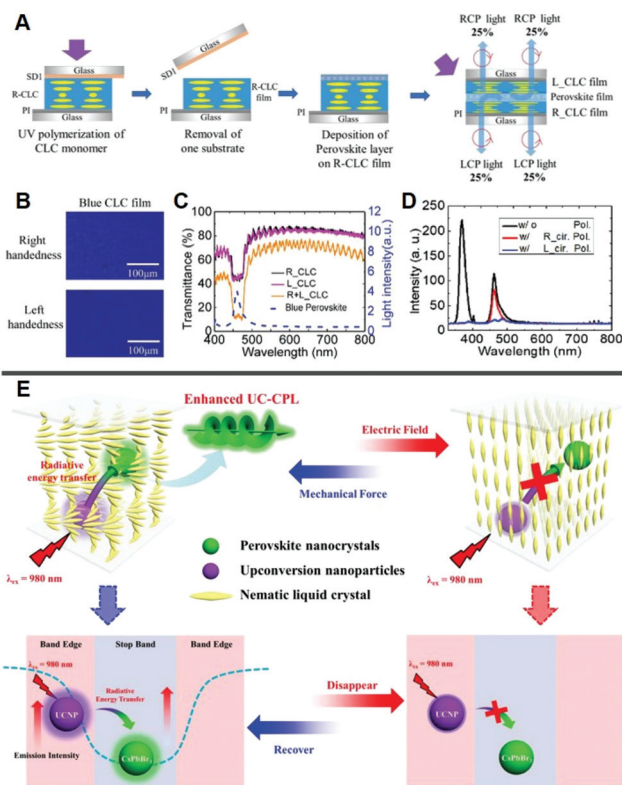 A
SD1
Glass
R-CLC
PI
Glass
UV polymerization of
CLC monomer
Glass
SD1
R-CLC
film
Glass
Removal of
one substrate
PI
Glass
Deposition of
Perovskite layer
on R-CLC film
RCP light
25%
RCP light
25%
Glass
L_CLC film
Perovskite film
R_CLC film
PI
Glass
LCP light
25%
LCP light
25%
B
Blue CLC film
Right
handedness
100μm
Left
handedness
100μm
C
Transmittance (%)
100
80
60
40
20
0
400 500 600 700 800
Wavelength (nm)
12
10
8
6
4
2
0
Light intensity(a.u.)
R_CLC
L_CLC
R+L_CLC
Blue Perovskite
D
Intensity (a. u.)
250
200
150
100
50
0
400 500 600 700 800
Wavelength (nm)
w/ o Pol.
w/ R_cir. Pol.
w/ L_cir. Pol.
E
Enhanced UC-CPL
Radiative
energy transfer
λex = 980 nm
Electric Field
Mechanical Force
λex = 980 nm
Perovskite nanocrystals
Upconversion nanoparticles
Nematic liquid crystal
Band Edge Stop Band Band Edge
λex = 980 nm
Radiative
Energy Transfer
UCNP
Emission Intensity
CsPbBr3
Disappear
Recover
λex = 980 nm
UCNP
CsPbBr3